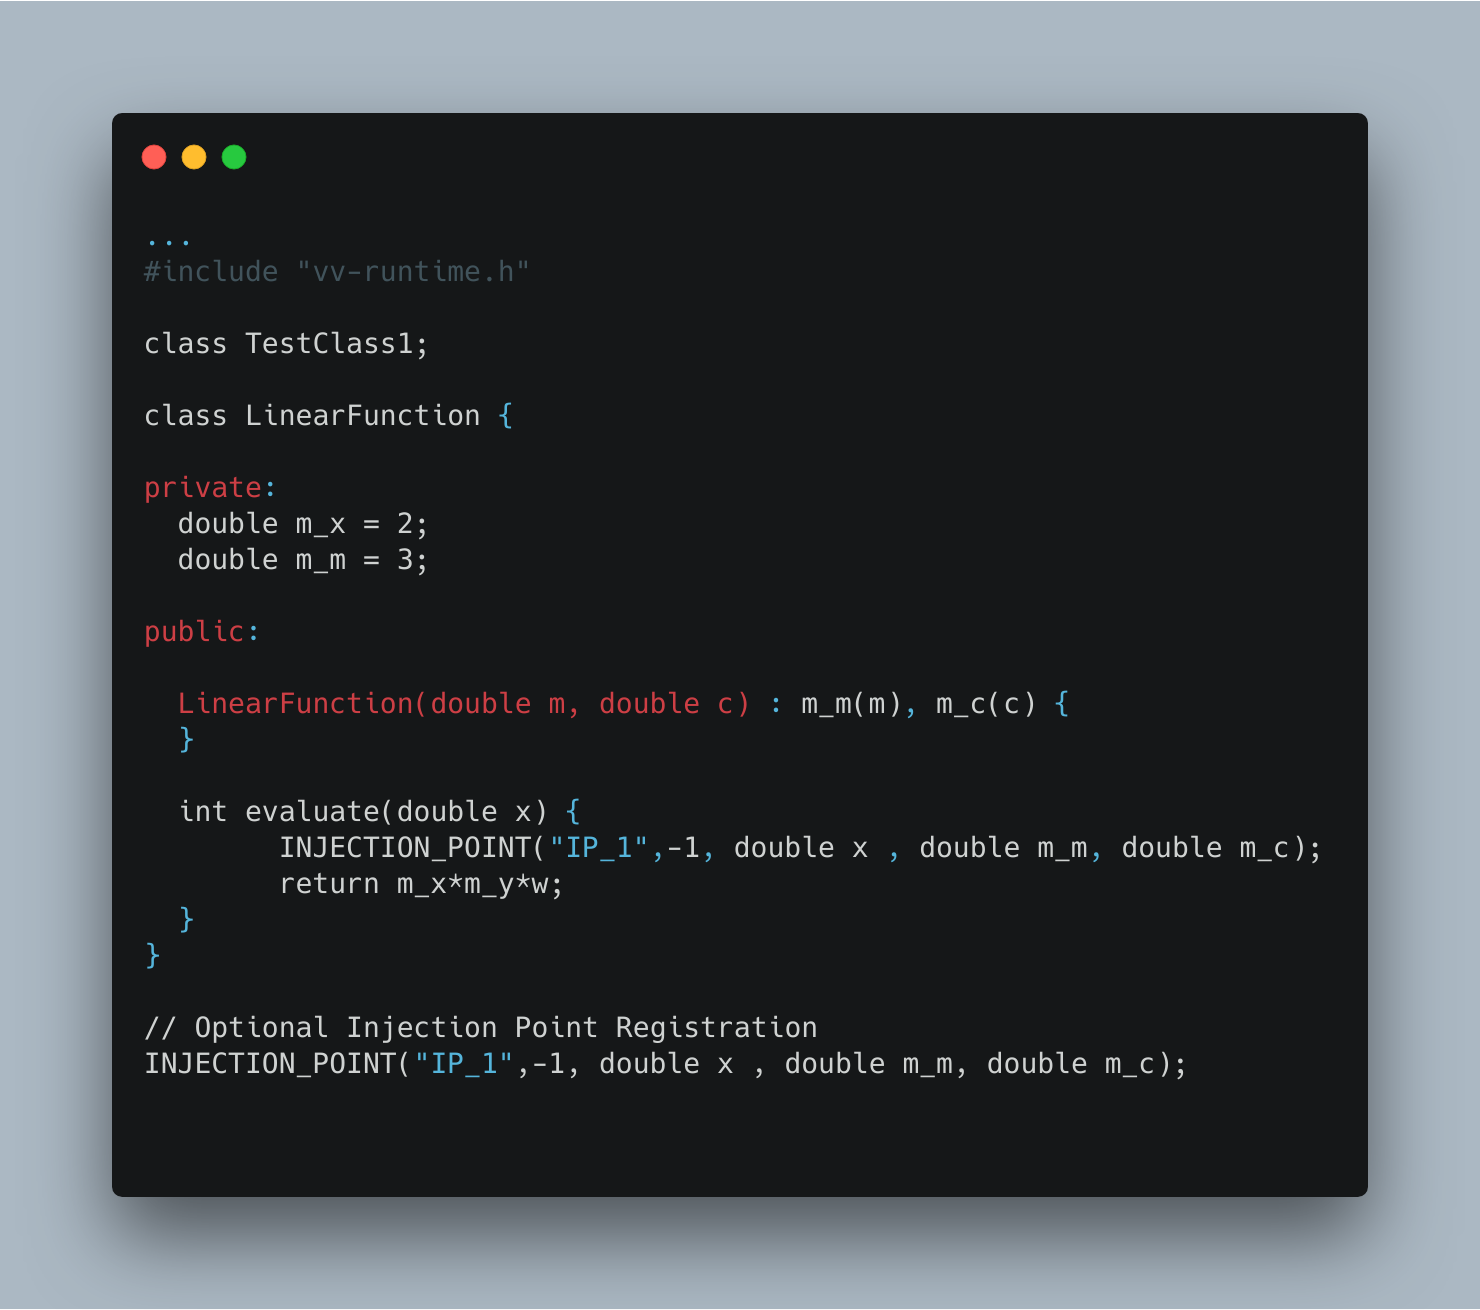 ...
#include "vv-runtime.h"
class TestClass1;
class LinearFunction {
private:
double m_x = 2;
double m_m = 3;
public:
LinearFunction(double m, double c) : m_m(m), m_c(c) {
}
int evaluate(double x) {
INJECTION_POINT("IP_1",-1, double x , double m_m, double m_c);
return m_x*m_y*w;
}
}
// Optional Injection Point Registration
INJECTION_POINT("IP_1",-1, double x , double m_m, double m_c);